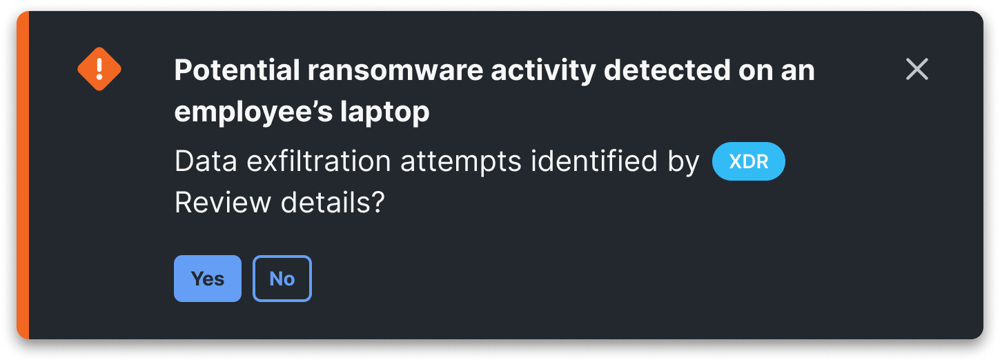 Potential ransomware activity detected on an
employee’s laptop
Data exfiltration attempts identified by XDR
Review details?
Yes No